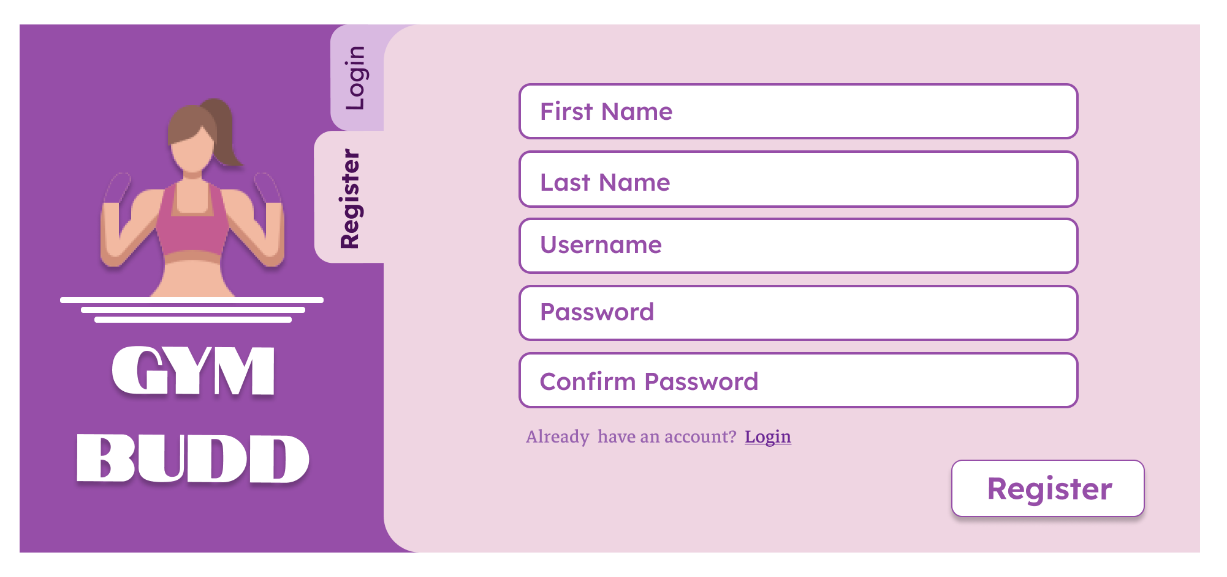 Login
Register
GYM
BUDD
First Name
Last Name
Username
Password
Confirm Password
Already have an account? Login
Register